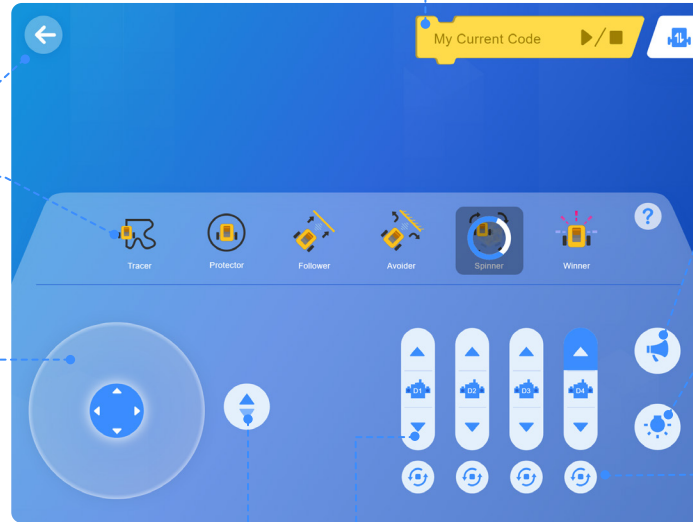 My Current Code
Tracer
Protector
Follower
Avoider
Spinner
Winner
?
D1
D2
D3
D4